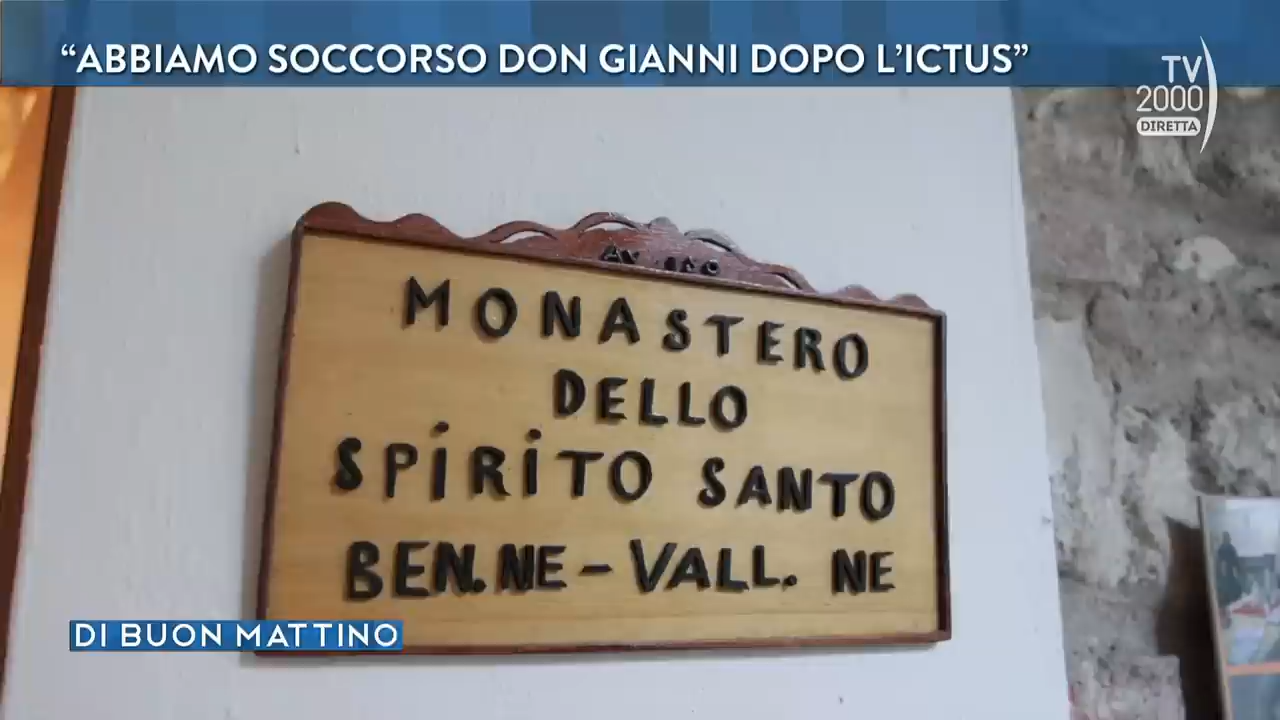 “ABBIAMO SOCCORSO DON GIANNI DOPO L’ICTUS”
TV
2000
DIRETTA
MONASTERO
DELLO
SPiRiTO SANTO
BEN.NE – VALL. NE
DI BUON MATTINO